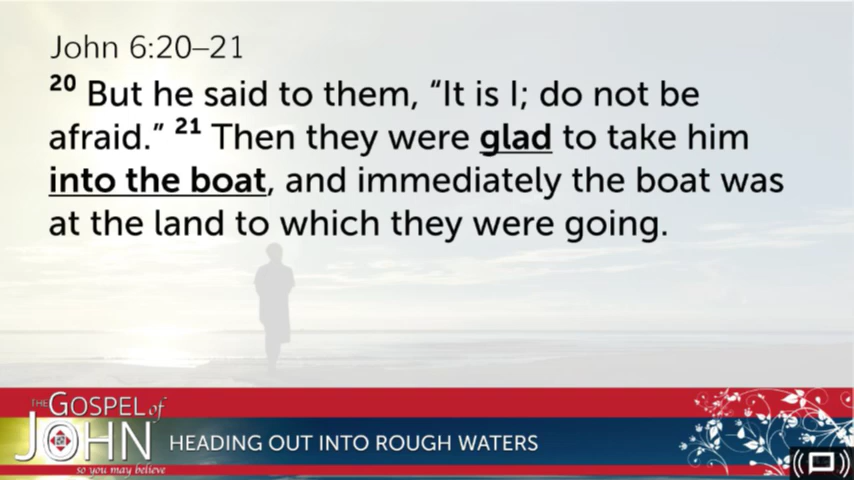 John 6:20–21
20 But he said to them, “It is I; do not be
afraid.” 21 Then they were glad to take him
into the boat, and immediately the boat was
at the land to which they were going.
THE GOSPEL of
JOHN
so you may believe
HEADING OUT INTO ROUGH WATERS